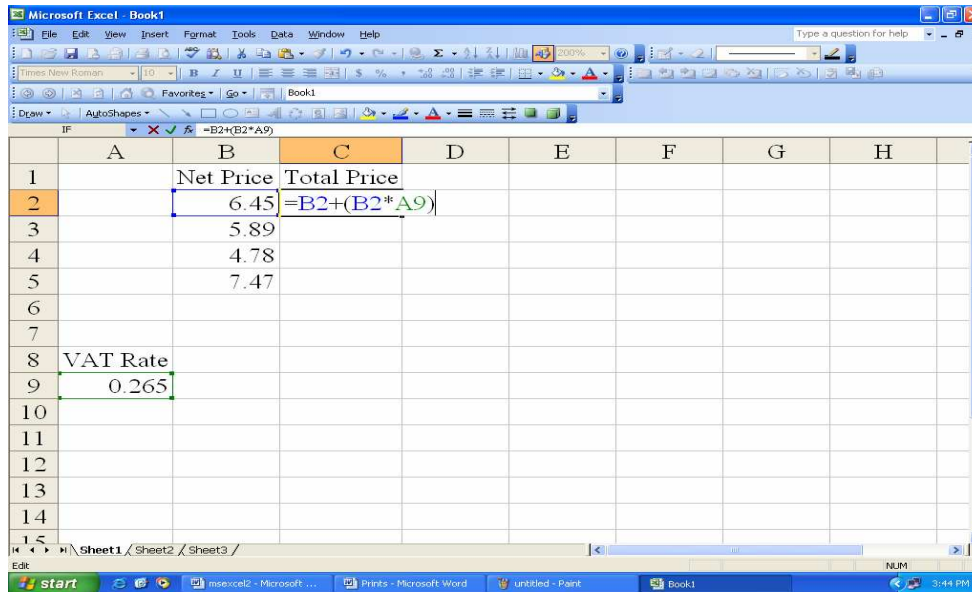 Microsoft Excel - Book1
File Edit View Insert Format Tools Data Window Help Type a question for help
200%
Times New Roman 10 B I U $ %
Favorites Go Book1
Draw AutoShapes
IF =B2+(B2*A9)
A B C D E F G H
1 Net Price Total Price
2 6.45 =B2+(B2*A9)
3 5.89
4 4.78
5 7.47
6
7
8 VAT Rate
9 0.265
10
11
12
13
14
15
Sheet1 Sheet2 Sheet3
Edit NUM
start msexcel2 - Microsoft ... Prints - Microsoft Word untitled - Paint Book1 3:44 PM